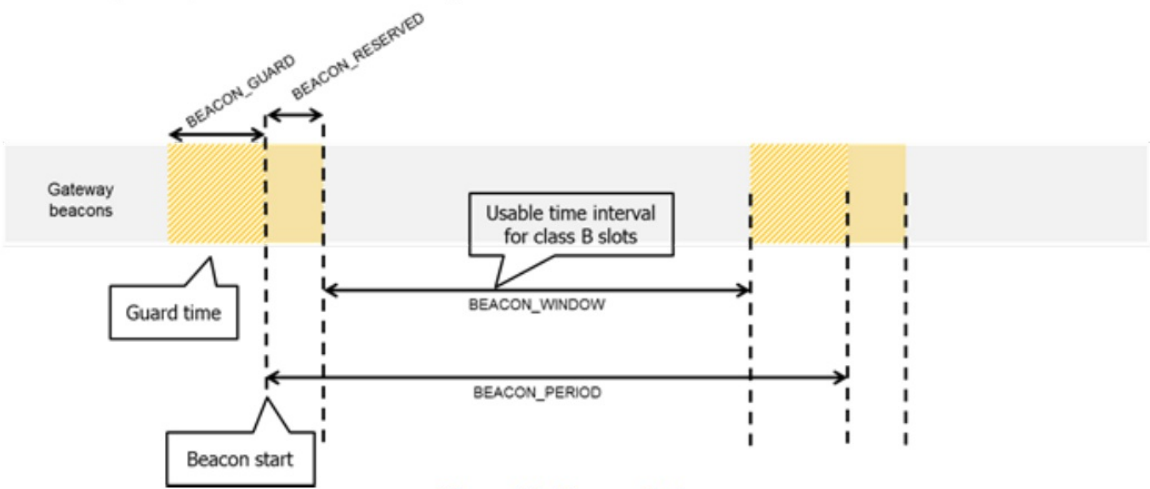 BEACON_GUARD
BEACON_RESERVED
Gateway
beacons
Usable time interval
for class B slots
BEACON_WINDOW
Guard time
BEACON_PERIOD
Beacon start